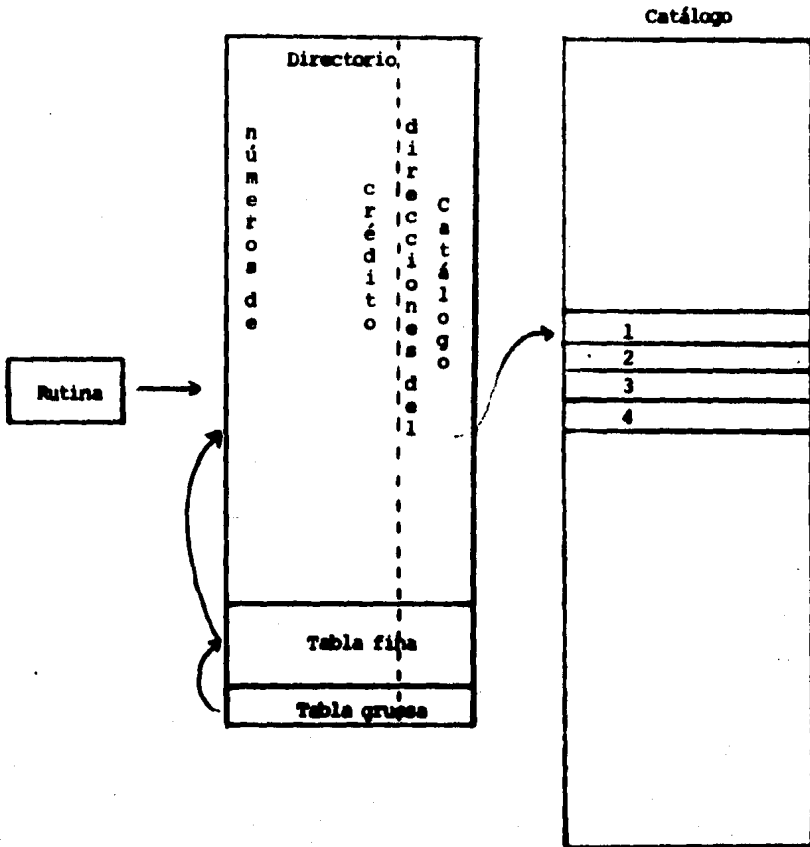 Catálogo
Directorio
números de
crédito
direcciones del
Catálogo
1
2
3
4
Rutina
Tabla fina
Tabla gruesa